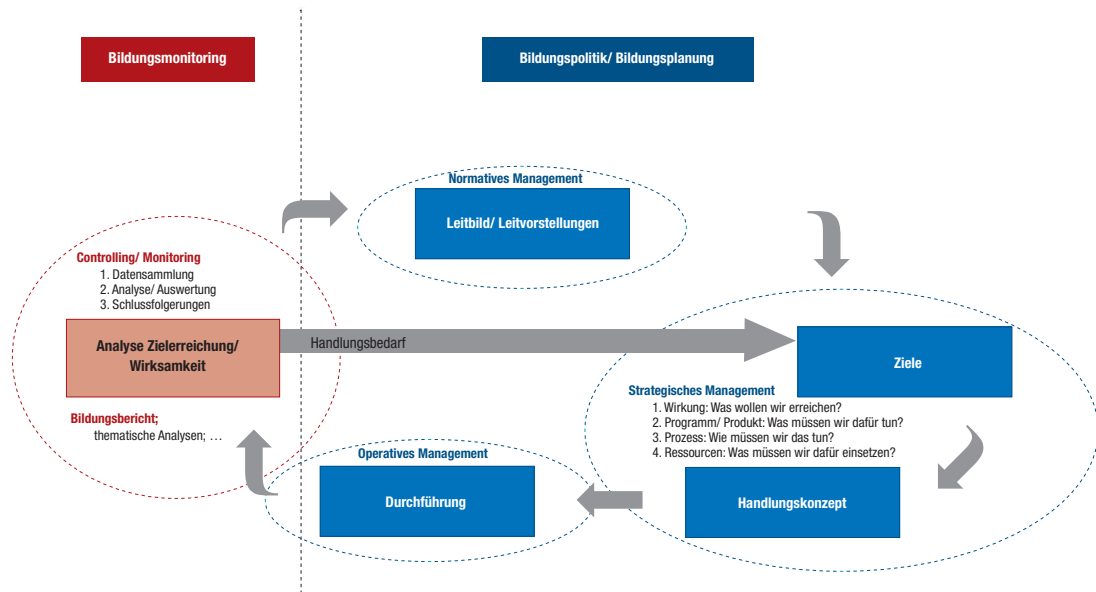 Bildungsmonitoring
Bildungspolitik/ Bildungsplanung
Normatives Management
Leitbild/ Leitvorstellungen
Controlling/ Monitoring
1. Datensammlung
2. Analyse/ Auswertung
3. Schlussfolgerungen
Analyse Zielerreichung/
Wirksamkeit
Handlungsbedarf
Ziele
Bildungsbericht;
thematische Analysen; …
Strategisches Management
1. Wirkung: Was wollen wir erreichen?
2. Programm/ Produkt: Was müssen wir dafür tun?
3. Prozess: Wie müssen wir das tun?
4. Ressourcen: Was müssen wir dafür einsetzen?
Operatives Management
Durchführung
Handlungskonzept